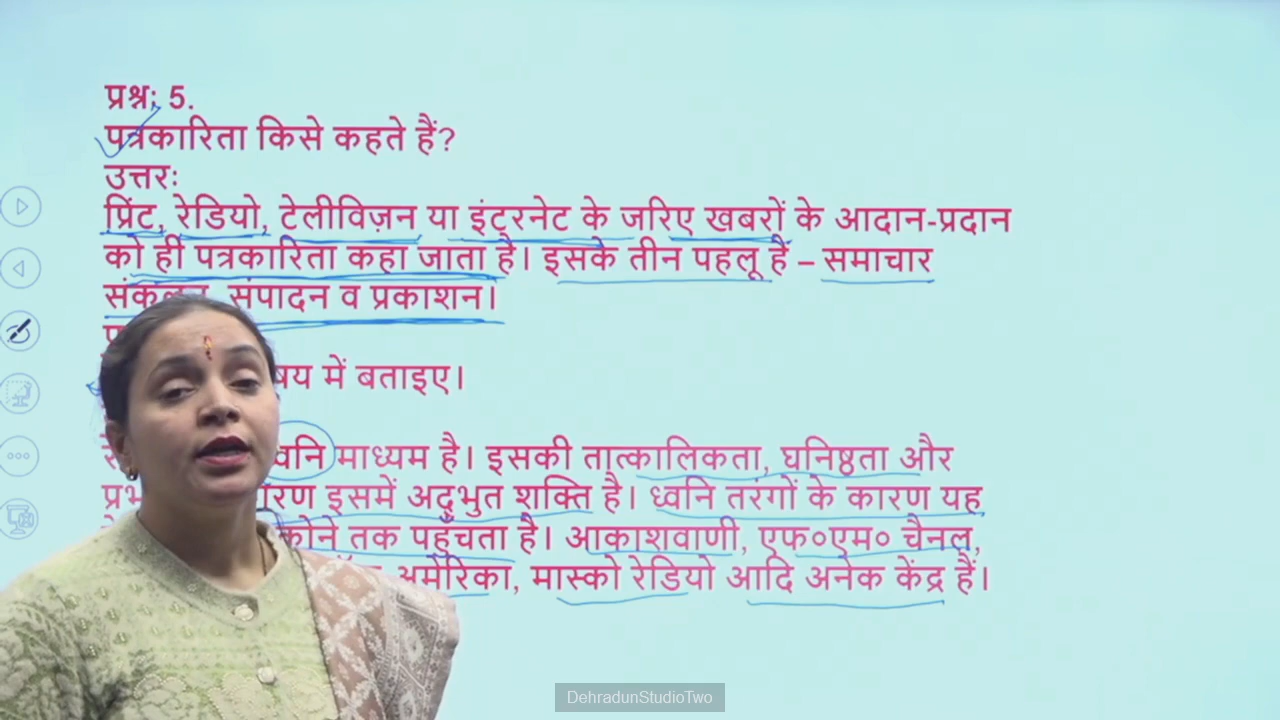 प्रश्न: 5.
पत्रकारिता किसे कहते हैं?
उत्तरः
प्रिंट, रेडियो, टेलीविज़न या इंटरनेट के जरिए खबरों के आदान-प्रदान
को ही पत्रकारिता कहा जाता है। इसके तीन पहलू हैं – समाचार
संपादन व प्रकाशन।
में बताइए।
माध्यम है। इसकी तात्कालिकता, घनिष्ठता और
इसमें अद्भुत शक्ति है। ध्वनि तरंगों के कारण यह
कोने तक पहुँचता है। आकाशवाणी, एफ०एम० चैनल,
अमेरिका, मास्को रेडियो आदि अनेक केंद्र हैं।
DehradunStudioTwo